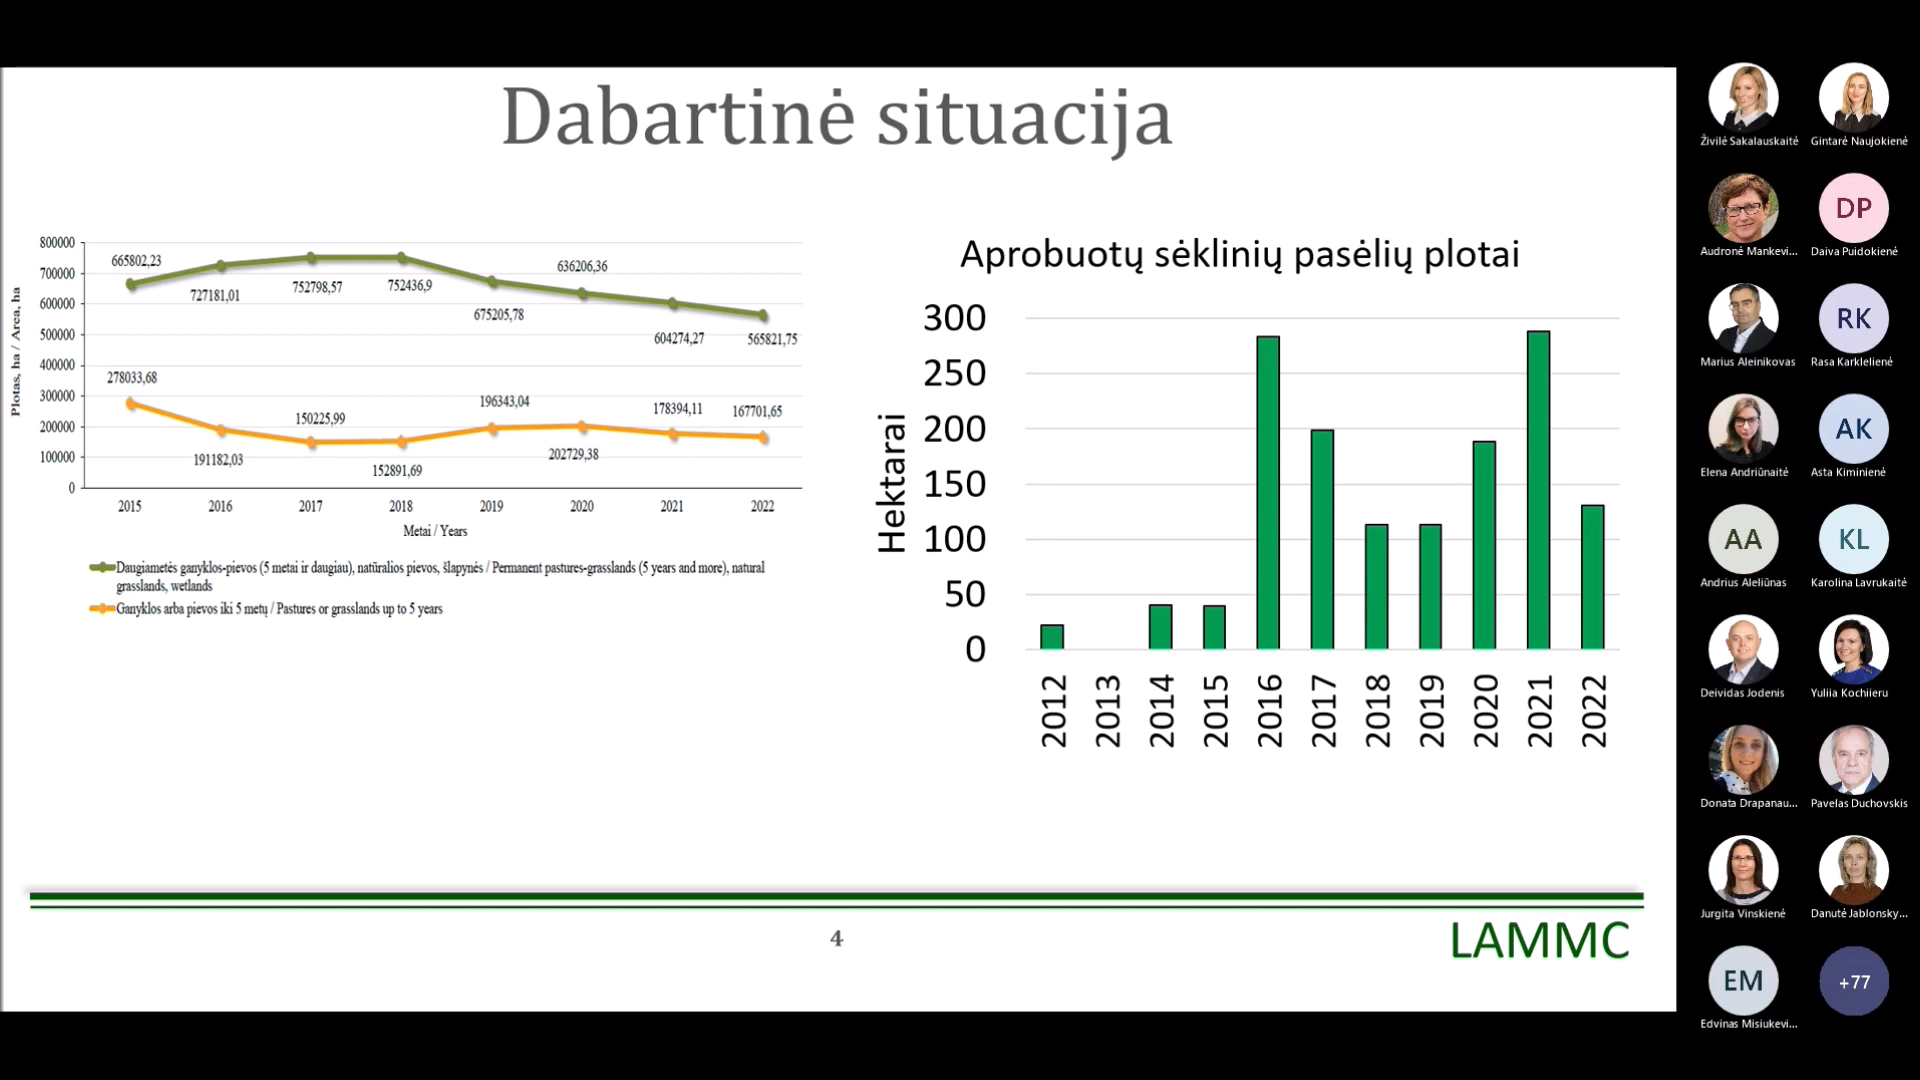 Dabartinė situacija
Plotas, ha / Area, ha
800000
700000
600000
500000
400000
300000
200000
100000
0
665802,23
727181,01
752798,57
752436,9
675205,78
636206,36
604274,27
565821,75
278033,68
191182,03
150225,99
152891,69
196343,04
202729,38
178394,11
167701,65
2015 2016 2017 2018 2019 2020 2021 2022
Metai / Years
Daugiametės ganyklos-pievos (5 metai ir daugiau), natūralios pievos, šlapynės / Permanent pastures-grasslands (5 years and more), natural
grasslands, wetlands
Ganyklos arba pievos iki 5 metų / Pastures or grasslands up to 5 years
Aprobuotų sėklinių pasėlių plotai
Hektarai
300
250
200
150
100
50
0
2012 2013 2014 2015 2016 2017 2018 2019 2020 2021 2022
4
LAMMC
Živilė Sakalauskaitė
Gintarė Naujokienė
Audronė Mankevi...
DP
Daiva Puidokienė
Marius Aleinikovas
RK
Rasa Karklelienė
Elena Andriūnaitė
AK
Asta Kiminienė
AA
Andrius Aleliūnas
KL
Karolina Lavrukaitė
Deividas Jodenis
Yuliia Kochiieru
Donata Drapanau...
Pavelas Duchovskis
Jurgita Vinskienė
Danutė Jablonsky...
EM
Edvinas Misiukevi...
+77